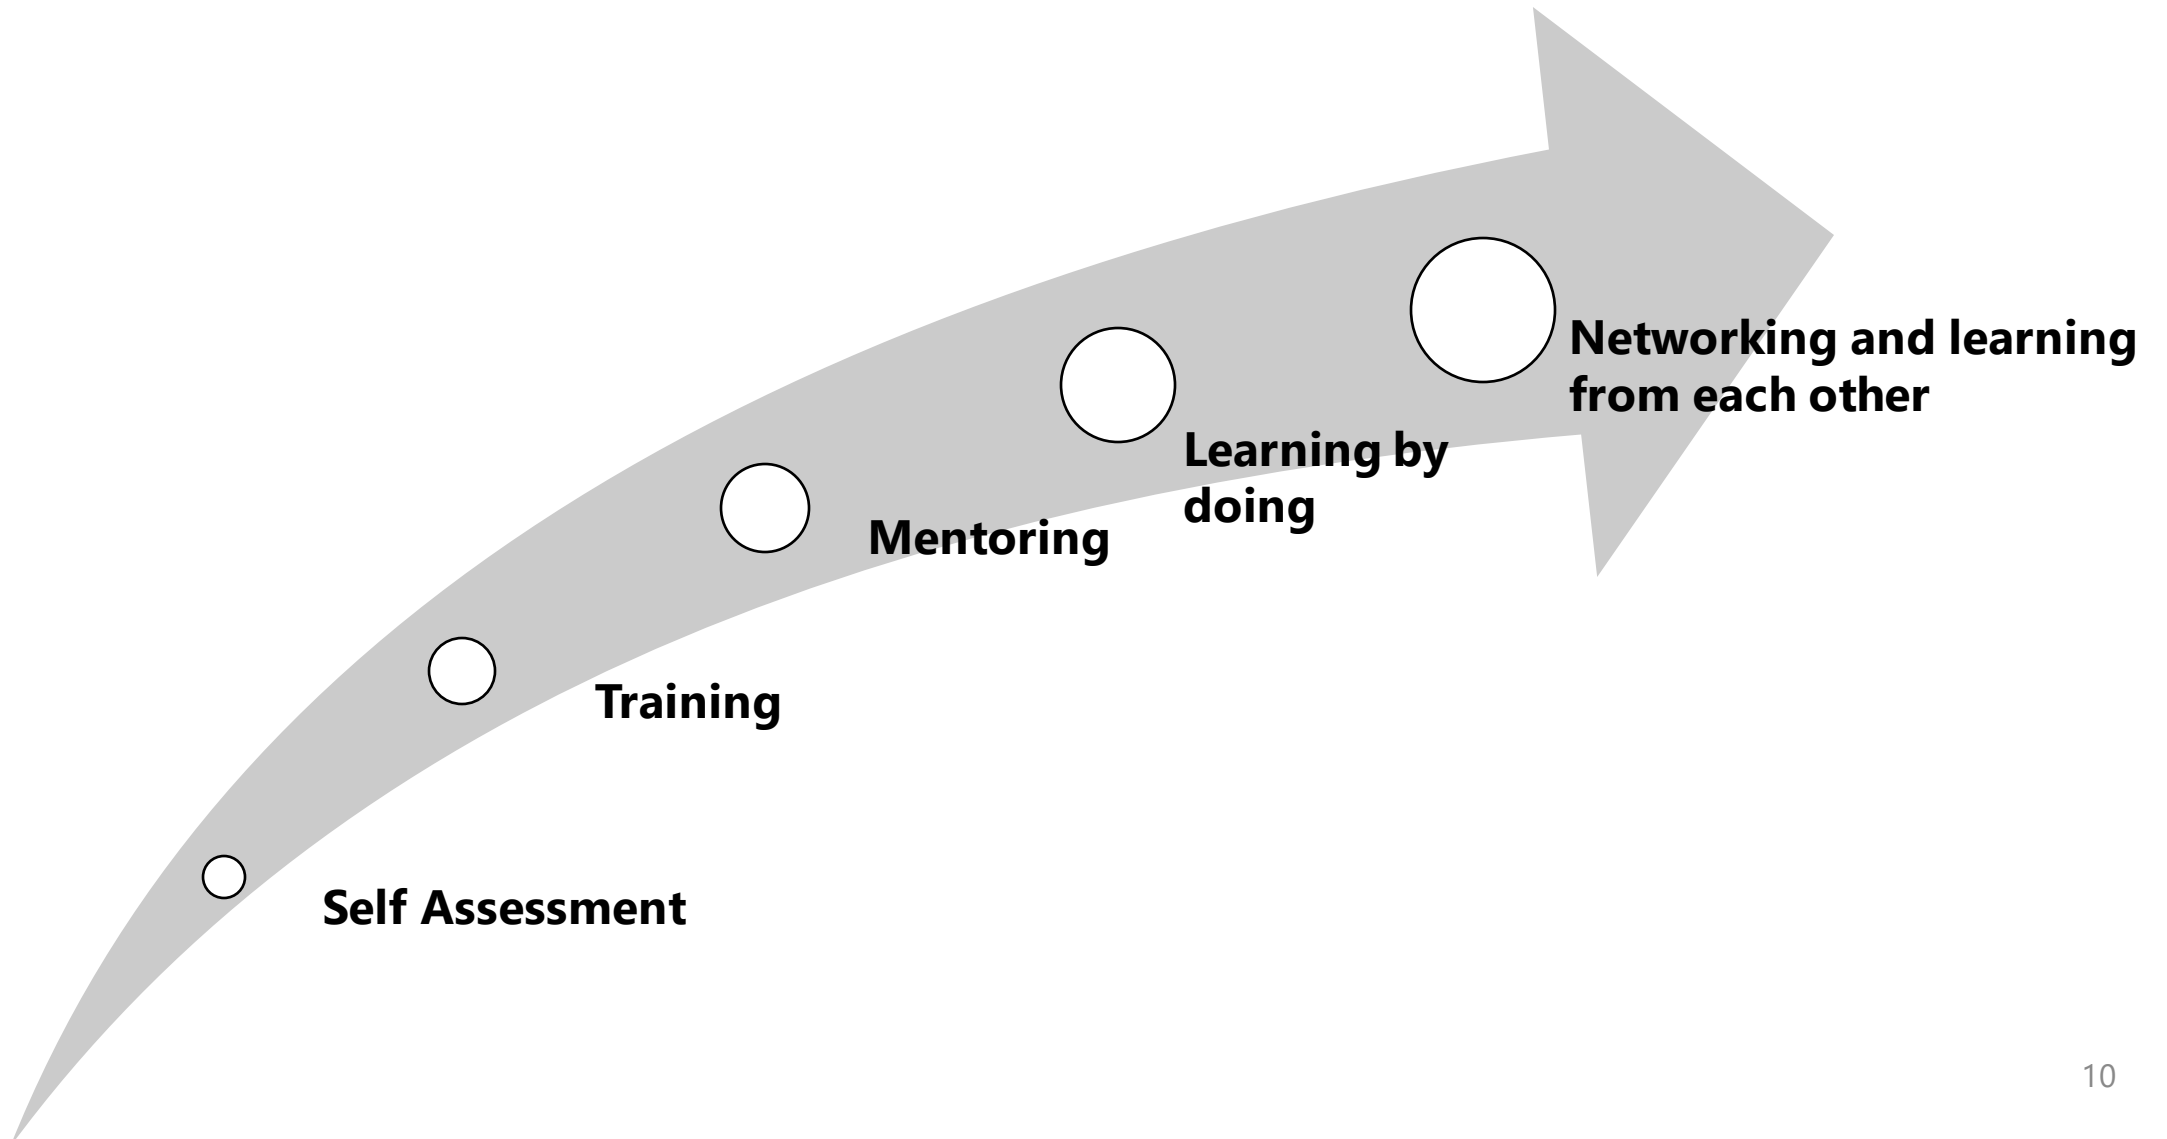 Networking and learning
from each other
Learning by
doing
Mentoring
Training
Self Assessment
10